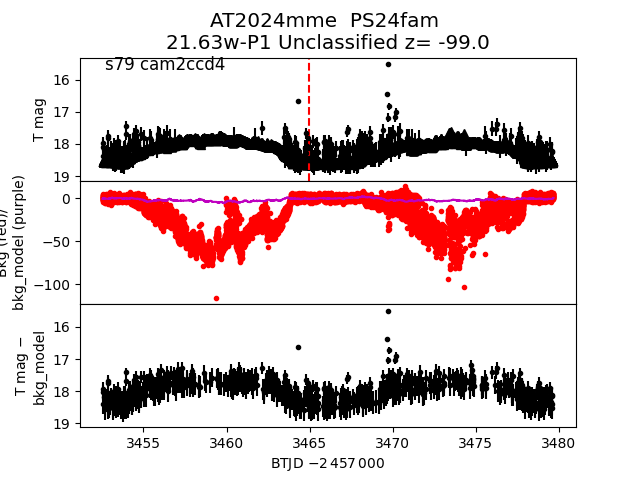 AT2024mme  PS24fam
21.63w-P1 Unclassified z= -99.0
s79 cam2ccd4
T mag
16
17
18
19
Bkg (red)/
bkg_model (purple)
0
−50
−100
T mag −
bkg_model
16
17
18
19
3455 3460 3465 3470 3475 3480
BTJD −2 457 000